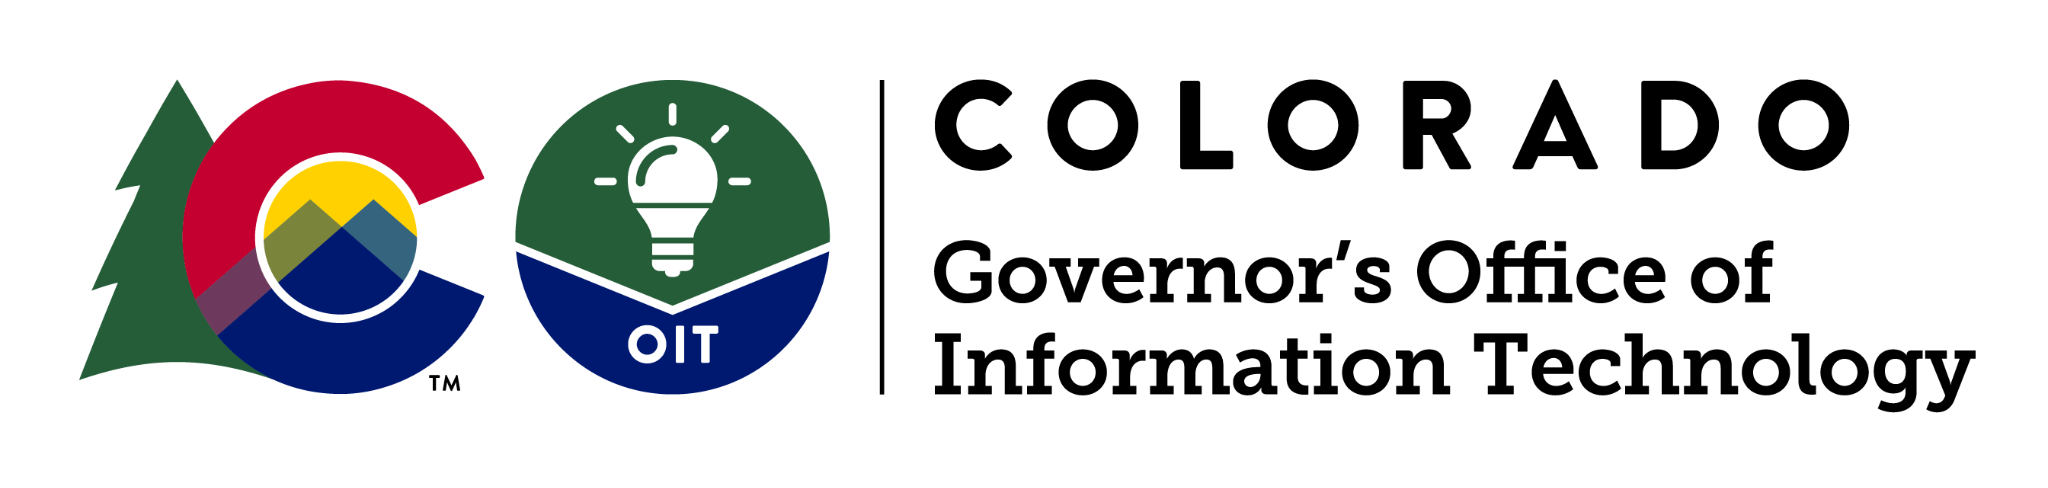 TM
OIT
COLORADO
Governor’s Office of
Information Technology